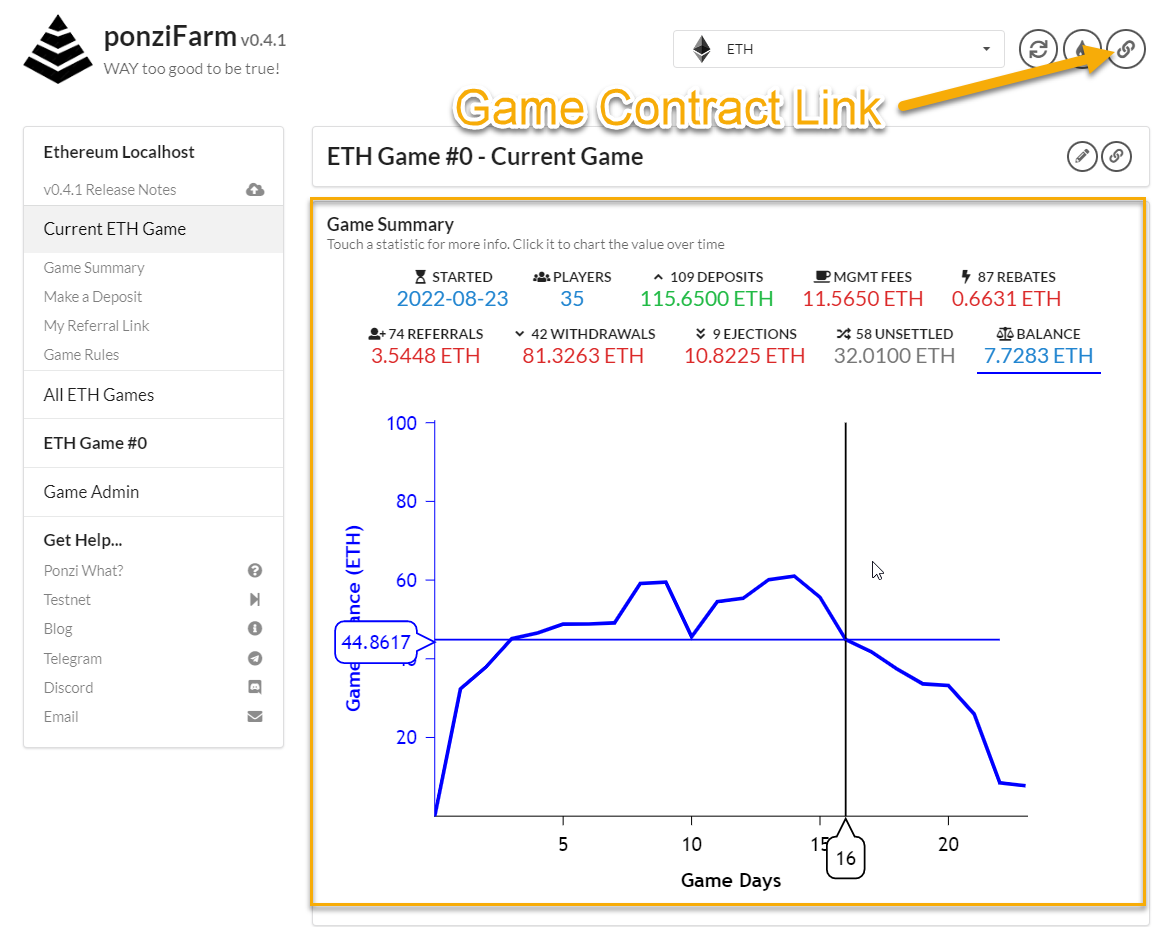 ponziFarm v0.4.1
WAY too good to be true!
ETH
Game Contract Link
Ethereum Localhost
v0.4.1 Release Notes
Current ETH Game
Game Summary
Make a Deposit
My Referral Link
Game Rules
All ETH Games
ETH Game #0
Game Admin
Get Help...
Ponzi What?
Testnet
Blog
Telegram
Discord
Email
ETH Game #0 - Current Game
Game Summary
Touch a statistic for more info. Click it to chart the value over time
STARTED PLAYERS 109 DEPOSITS MGMT FEES 87 REBATES
2022-08-23 35 115.6500 ETH 11.5650 ETH 0.6631 ETH
74 REFERRALS 42 WITHDRAWALS 9 EJECTIONS 58 UNSETTLED BALANCE
3.5448 ETH 81.3263 ETH 10.8225 ETH 32.0100 ETH 7.7283 ETH
100
80
60
44.8617
20
5 10 15 20
16
Game Days